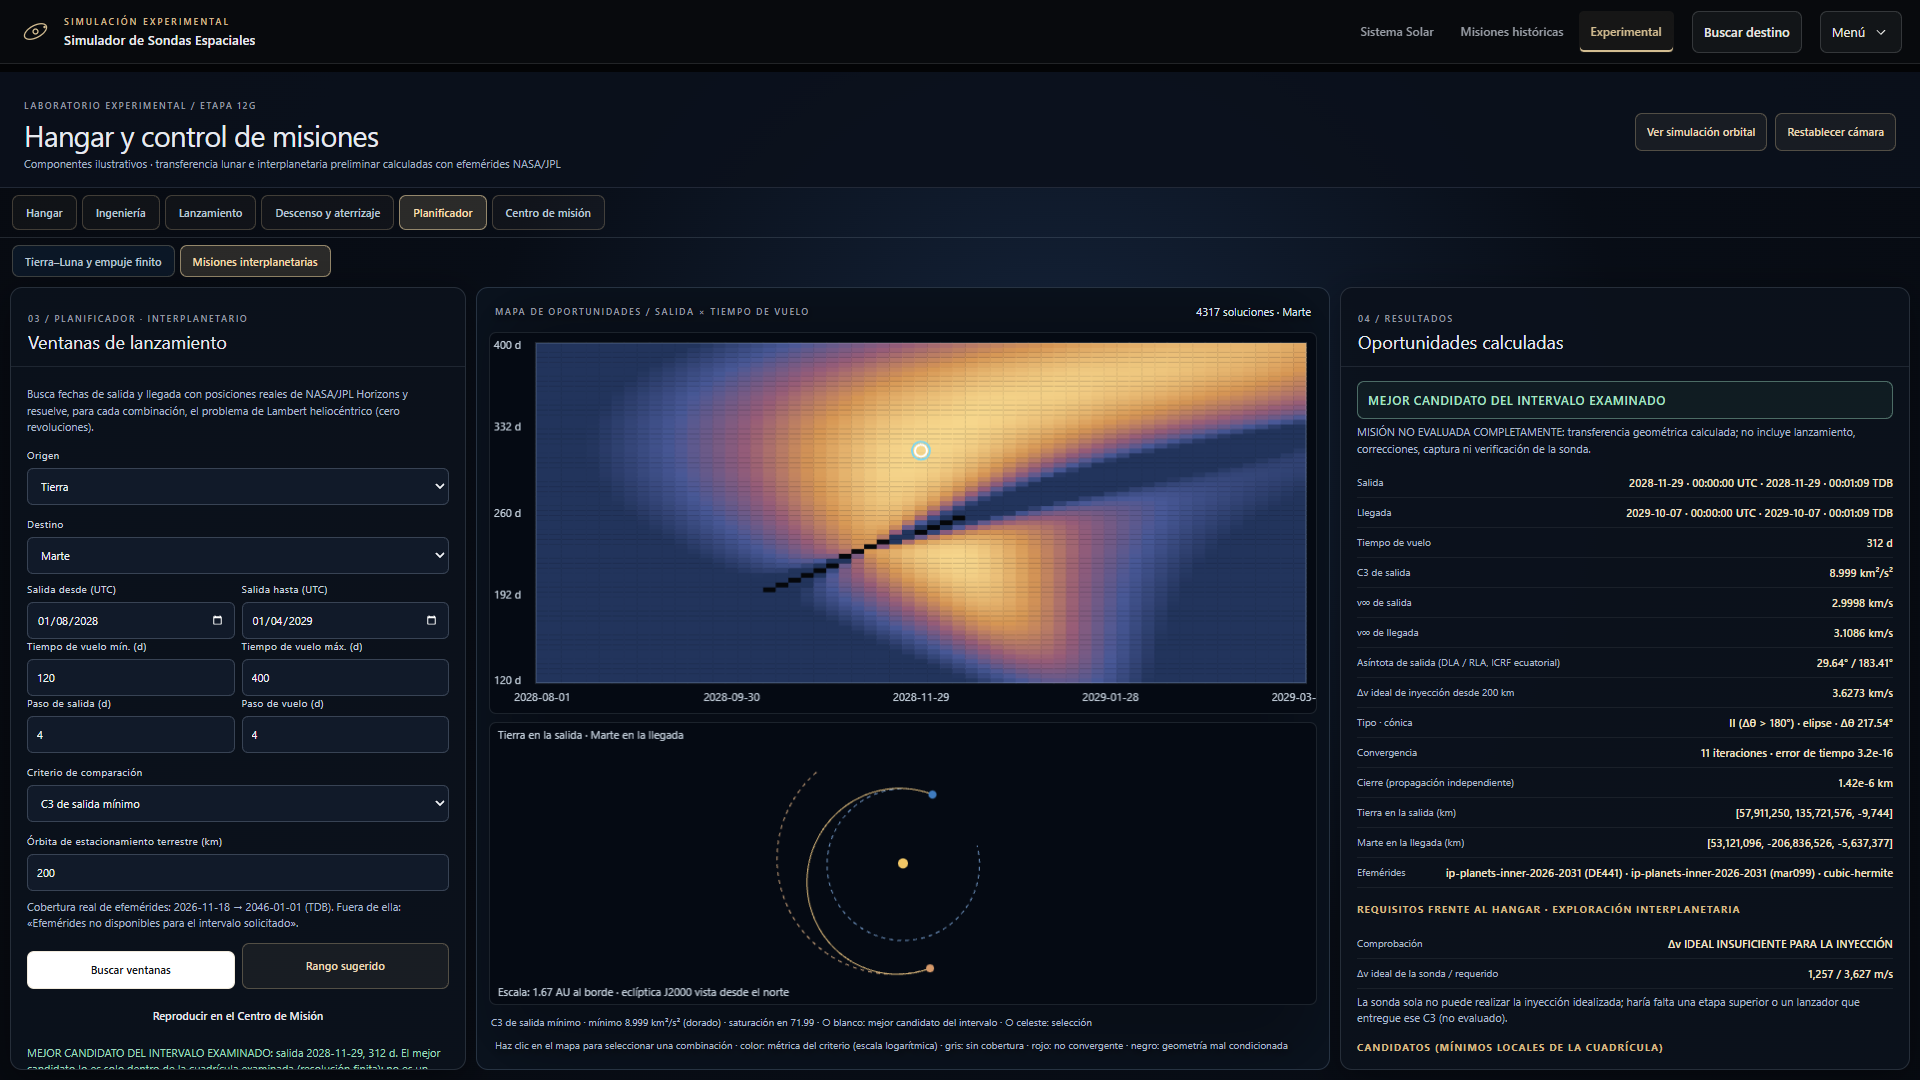 SIMULACIÓN EXPERIMENTAL
Simulador de Sondas Espaciales
Sistema Solar
Misiones históricas
Experimental
Buscar destino
Menú
LABORATORIO EXPERIMENTAL / ETAPA 12G
Hangar y control de misiones
Componentes ilustrativos · transferencia lunar e interplanetaria preliminar calculadas con efemérides NASA/JPL
Ver simulación orbital
Restablecer cámara
Hangar
Ingeniería
Lanzamiento
Descenso y aterrizaje
Planificador
Centro de misión
Tierra–Luna y empuje finito
Misiones interplanetarias
03 / PLANIFICADOR · INTERPLANETARIO
Ventanas de lanzamiento
Busca fechas de salida y llegada con posiciones reales de NASA/JPL Horizons y
resuelve, para cada combinación, el problema de Lambert heliocéntrico (cero
revoluciones).
Origen
Tierra
Destino
Marte
Salida desde (UTC)
Salida hasta (UTC)
01/08/2028
01/04/2029
Tiempo de vuelo mín. (d)
Tiempo de vuelo máx. (d)
120
400
Paso de salida (d)
Paso de vuelo (d)
4
4
Criterio de comparación
C3 de salida mínimo
Órbita de estacionamiento terrestre (km)
200
Cobertura real de efemérides: 2026-11-18 → 2046-01-01 (TDB). Fuera de ella:
«Efemérides no disponibles para el intervalo solicitado».
Buscar ventanas
Rango sugerido
Reproducir en el Centro de Misión
MEJOR CANDIDATO DEL INTERVALO EXAMINADO: salida 2028-11-29, 312 d. El mejor
candidato lo es solo dentro de la cuadrícula examinada (resolución finita); no es un
MAPA DE OPORTUNIDADES / SALIDA × TIEMPO DE VUELO
4317 soluciones · Marte
400 d
332 d
260 d
192 d
120 d
2028-08-01
2028-09-30
2028-11-29
2029-01-28
2029-03-
Tierra en la salida · Marte en la llegada
Escala: 1.67 AU al borde · eclíptica J2000 vista desde el norte
C3 de salida mínimo · mínimo 8.999 km²/s² (dorado) · saturación en 71.99 · O blanco: mejor candidato del intervalo · O celeste: selección
Haz clic en el mapa para seleccionar una combinación · color: métrica del criterio (escala logarítmica) · gris: sin cobertura · rojo: no convergente · negro: geometría mal condicionada
04 / RESULTADOS
Oportunidades calculadas
MEJOR CANDIDATO DEL INTERVALO EXAMINADO
MISIÓN NO EVALUADA COMPLETAMENTE: transferencia geométrica calculada; no incluye lanzamiento,
correcciones, captura ni verificación de la sonda.
Salida 2028-11-29 · 00:00:00 UTC · 2028-11-29 · 00:01:09 TDB
Llegada 2029-10-07 · 00:00:00 UTC · 2029-10-07 · 00:01:09 TDB
Tiempo de vuelo 312 d
C3 de salida 8.999 km²/s²
v∞ de salida 2.9998 km/s
v∞ de llegada 3.1086 km/s
Asíntota de salida (DLA / RLA, ICRF ecuatorial) 29.64° / 183.41°
Δv ideal de inyección desde 200 km 3.6273 km/s
Tipo · cónica II (Δθ > 180°) · elipse · Δθ 217.54°
Convergencia 11 iteraciones · error de tiempo 3.2e-16
Cierre (propagación independiente) 1.42e-6 km
Tierra en la salida (km) [57,911,250, 135,721,576, -9,744]
Marte en la llegada (km) [53,121,096, -206,836,526, -5,637,377]
Efemérides ip-planets-inner-2026-2031 (DE441) · ip-planets-inner-2026-2031 (mar099) · cubic-hermite
REQUISITOS FRENTE AL HANGAR · EXPLORACIÓN INTERPLANETARIA
Comprobación Δv IDEAL INSUFICIENTE PARA LA INYECCIÓN
Δv ideal de la sonda / requerido 1,257 / 3,627 m/s
La sonda sola no puede realizar la inyección idealizada; haría falta una etapa superior o un lanzador que
entregue ese C3 (no evaluado).
CANDIDATOS (MÍNIMOS LOCALES DE LA CUADRÍCULA)